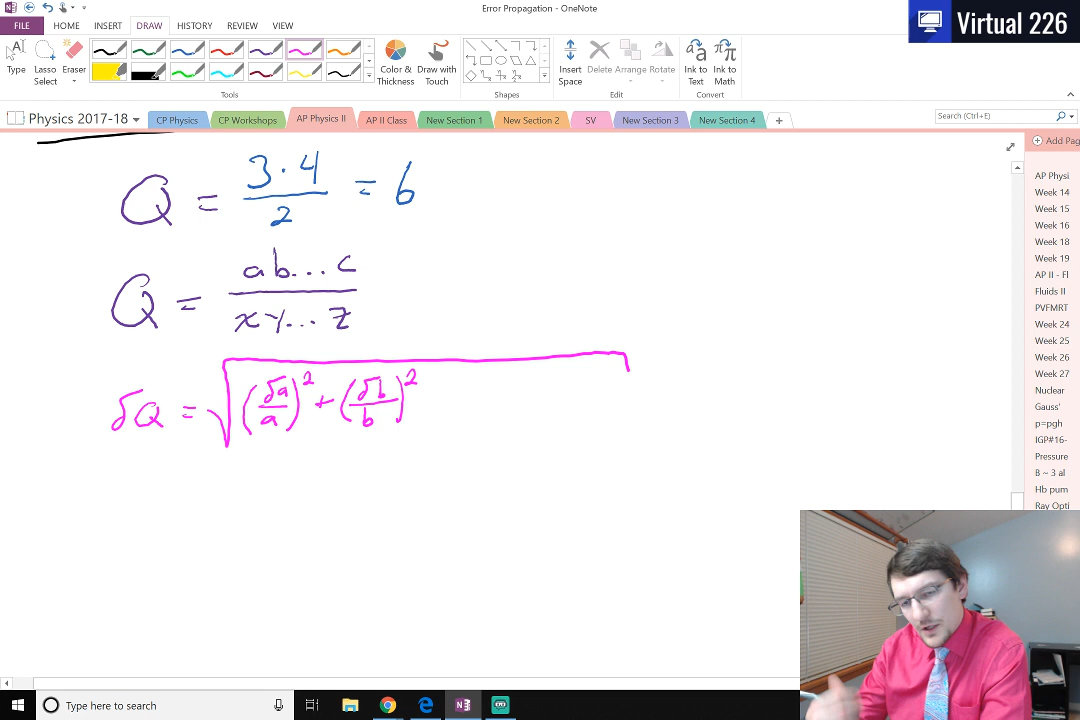 Error Propagation - OneNote
Virtual 226
FILE HOME INSERT DRAW HISTORY REVIEW VIEW
Type
Lasso Select
Eraser
Color & Thickness
Draw with Touch
Insert Space
Delete
Arrange
Rotate
Ink to Text
Ink to Math
Tools
Shapes
Edit
Convert
Physics 2017-18 CP Physics CP Workshops AP Physics II AP II Class New Section 1 New Section 2 SV New Section 3 New Section 4 +
Search (Ctrl+E)
Add Pag
AP Physi
Week 14
Week 15
Week 16
Week 18
Week 19
AP II - Fl
Fluids II
PVFMRT
Week 24
Week 25
Week 26
Week 27
Nuclear
Gauss'
p=pgh
IGP#16-
Pressure
B ~ 3 al
Hb pum
Ray Opti
Q = 3·4 / 2 = 6
Q = ab...c / xy...z
δQ = √ (δa/a)² + (δb/b)²
Type here to search